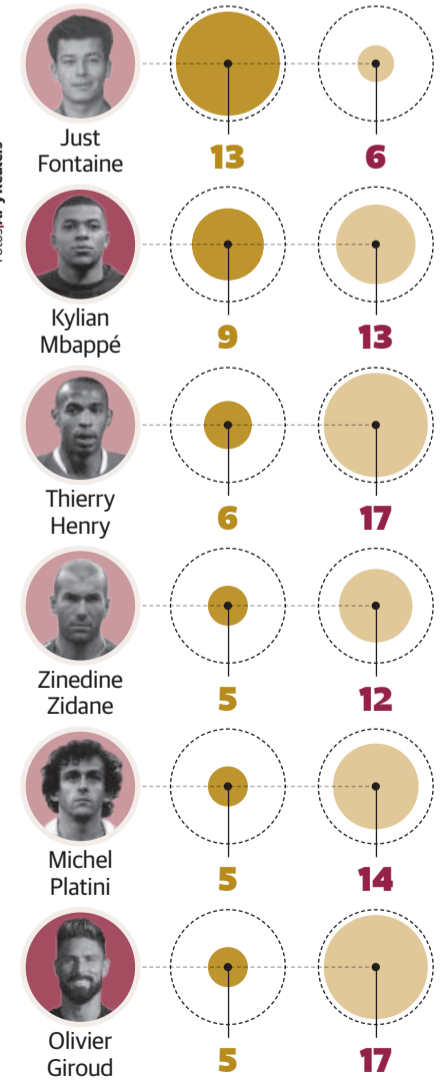 Just
Fontaine
13
6
Kylian
Mbappé
9
13
Thierry
Henry
6
17
Zinedine
Zidane
5
12
Michel
Platini
5
14
Olivier
Giroud
5
17